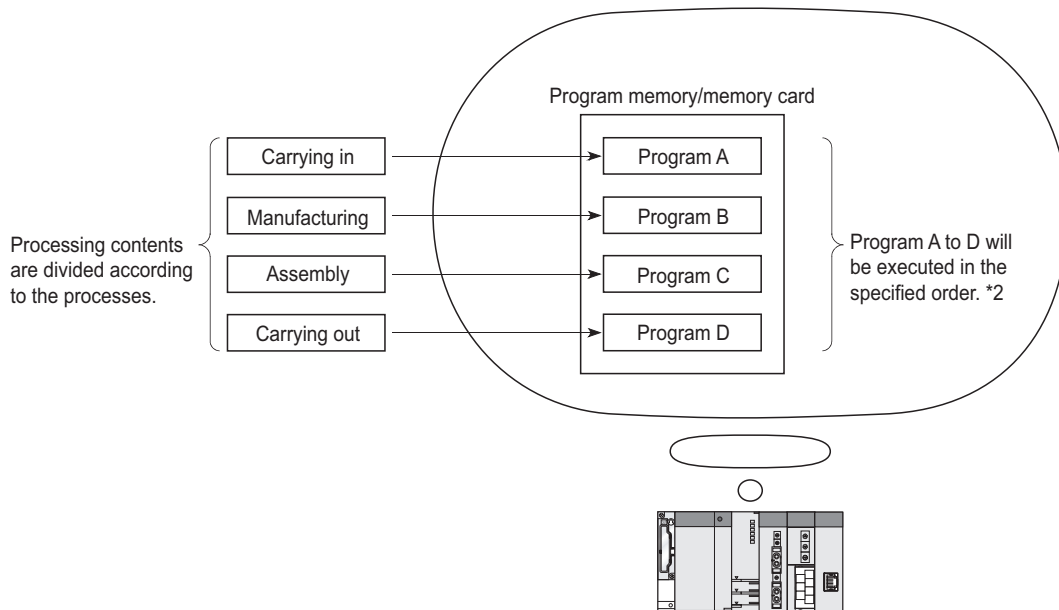 Program memory/memory card
Carrying in
Program A
Manufacturing
Program B
Assembly
Program C
Carrying out
Program D
Processing contents
are divided according
to the processes.
Program A to D will
be executed in the
specified order. *2